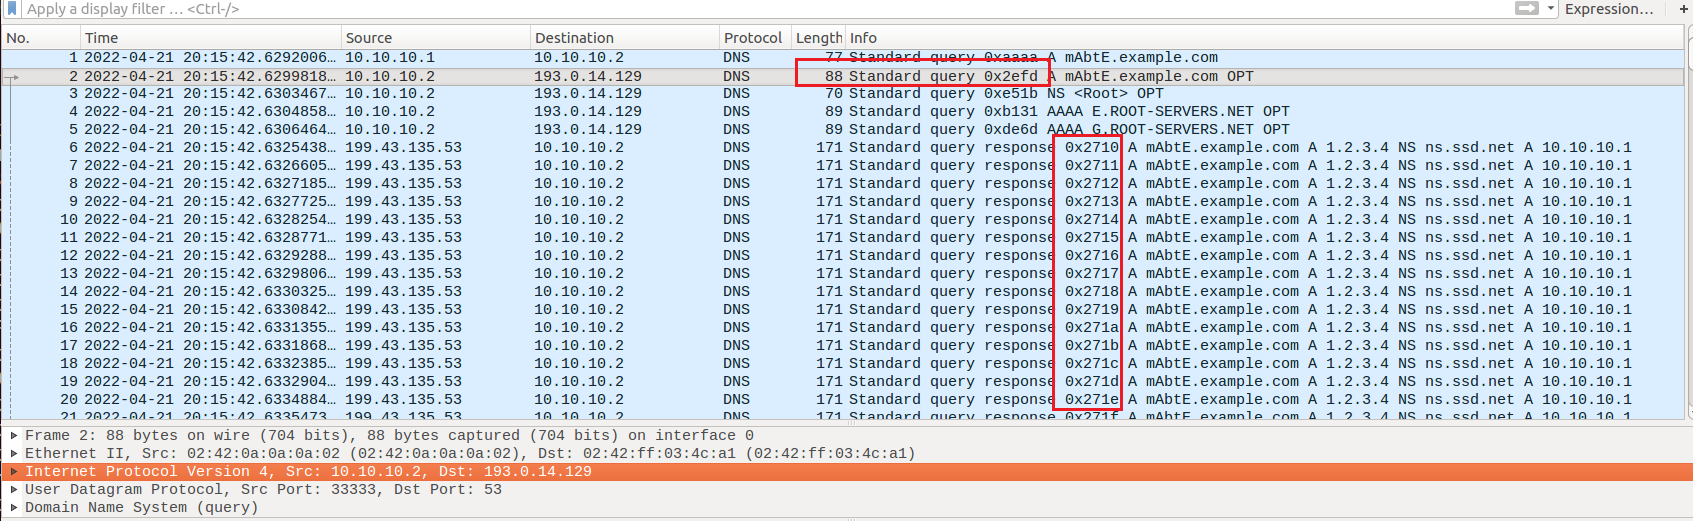 Apply a display filter … <Ctrl-/> Expression… +
No. Time Source Destination Protocol Length Info
1 2022-04-21 20:15:42.6292006… 10.10.10.1 10.10.10.2 DNS 77 Standard query 0xaaaa A mAbtE.example.com
2 2022-04-21 20:15:42.6299818… 10.10.10.2 193.0.14.129 DNS 88 Standard query 0x2efd A mAbtE.example.com OPT
3 2022-04-21 20:15:42.6303467… 10.10.10.2 193.0.14.129 DNS 70 Standard query 0xe51b NS <Root> OPT
4 2022-04-21 20:15:42.6304858… 10.10.10.2 193.0.14.129 DNS 89 Standard query 0xb131 AAAA E.ROOT-SERVERS.NET OPT
5 2022-04-21 20:15:42.6306464… 10.10.10.2 193.0.14.129 DNS 89 Standard query 0xde6d AAAA G.ROOT-SERVERS.NET OPT
6 2022-04-21 20:15:42.6325438… 199.43.135.53 10.10.10.2 DNS 171 Standard query response 0x2710 A mAbtE.example.com A 1.2.3.4 NS ns.ssd.net A 10.10.10.1
7 2022-04-21 20:15:42.6326605… 199.43.135.53 10.10.10.2 DNS 171 Standard query response 0x2711 A mAbtE.example.com A 1.2.3.4 NS ns.ssd.net A 10.10.10.1
8 2022-04-21 20:15:42.6327185… 199.43.135.53 10.10.10.2 DNS 171 Standard query response 0x2712 A mAbtE.example.com A 1.2.3.4 NS ns.ssd.net A 10.10.10.1
9 2022-04-21 20:15:42.6327725… 199.43.135.53 10.10.10.2 DNS 171 Standard query response 0x2713 A mAbtE.example.com A 1.2.3.4 NS ns.ssd.net A 10.10.10.1
10 2022-04-21 20:15:42.6328254… 199.43.135.53 10.10.10.2 DNS 171 Standard query response 0x2714 A mAbtE.example.com A 1.2.3.4 NS ns.ssd.net A 10.10.10.1
11 2022-04-21 20:15:42.6328771… 199.43.135.53 10.10.10.2 DNS 171 Standard query response 0x2715 A mAbtE.example.com A 1.2.3.4 NS ns.ssd.net A 10.10.10.1
12 2022-04-21 20:15:42.6329288… 199.43.135.53 10.10.10.2 DNS 171 Standard query response 0x2716 A mAbtE.example.com A 1.2.3.4 NS ns.ssd.net A 10.10.10.1
13 2022-04-21 20:15:42.6329806… 199.43.135.53 10.10.10.2 DNS 171 Standard query response 0x2717 A mAbtE.example.com A 1.2.3.4 NS ns.ssd.net A 10.10.10.1
14 2022-04-21 20:15:42.6330325… 199.43.135.53 10.10.10.2 DNS 171 Standard query response 0x2718 A mAbtE.example.com A 1.2.3.4 NS ns.ssd.net A 10.10.10.1
15 2022-04-21 20:15:42.6330842… 199.43.135.53 10.10.10.2 DNS 171 Standard query response 0x2719 A mAbtE.example.com A 1.2.3.4 NS ns.ssd.net A 10.10.10.1
16 2022-04-21 20:15:42.6331355… 199.43.135.53 10.10.10.2 DNS 171 Standard query response 0x271a A mAbtE.example.com A 1.2.3.4 NS ns.ssd.net A 10.10.10.1
17 2022-04-21 20:15:42.6331868… 199.43.135.53 10.10.10.2 DNS 171 Standard query response 0x271b A mAbtE.example.com A 1.2.3.4 NS ns.ssd.net A 10.10.10.1
18 2022-04-21 20:15:42.6332385… 199.43.135.53 10.10.10.2 DNS 171 Standard query response 0x271c A mAbtE.example.com A 1.2.3.4 NS ns.ssd.net A 10.10.10.1
19 2022-04-21 20:15:42.6332904… 199.43.135.53 10.10.10.2 DNS 171 Standard query response 0x271d A mAbtE.example.com A 1.2.3.4 NS ns.ssd.net A 10.10.10.1
20 2022-04-21 20:15:42.6334884… 199.43.135.53 10.10.10.2 DNS 171 Standard query response 0x271e A mAbtE.example.com A 1.2.3.4 NS ns.ssd.net A 10.10.10.1
21 2022-04-21 20:15:42.6335473… 199.43.135.53 10.10.10.2 DNS 171 Standard query response 0x271f A mAbtE.example.com A 1.2.3.4 NS ns.ssd.net A 10.10.10.1
Frame 2: 88 bytes on wire (704 bits), 88 bytes captured (704 bits) on interface 0
Ethernet II, Src: 02:42:0a:0a:0a:02 (02:42:0a:0a:0a:02), Dst: 02:42:ff:03:4c:a1 (02:42:ff:03:4c:a1)
Internet Protocol Version 4, Src: 10.10.10.2, Dst: 193.0.14.129
User Datagram Protocol, Src Port: 33333, Dst Port: 53
Domain Name System (query)